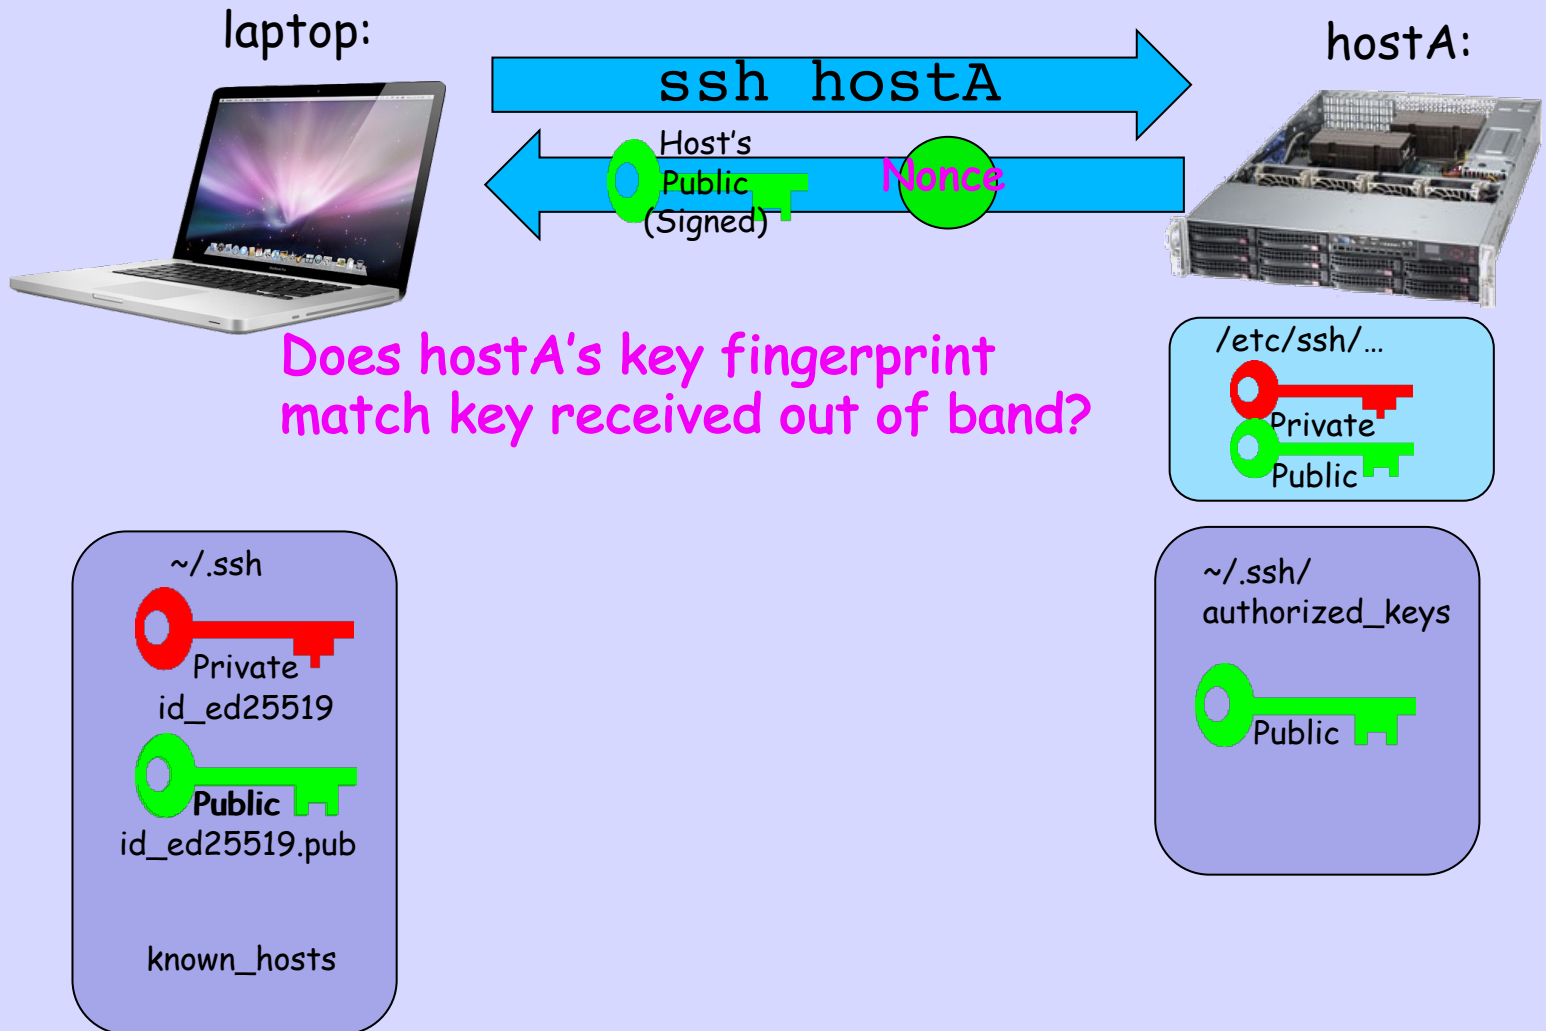 laptop:
hostA:
ssh hostA
Host's
Public
(Signed)
Nonce
Does hostA's key fingerprint
match key received out of band?
/etc/ssh/…
Private
Public
~/.ssh
Private
id_ed25519
Public
id_ed25519.pub
known_hosts
~/.ssh/
authorized_keys
Public